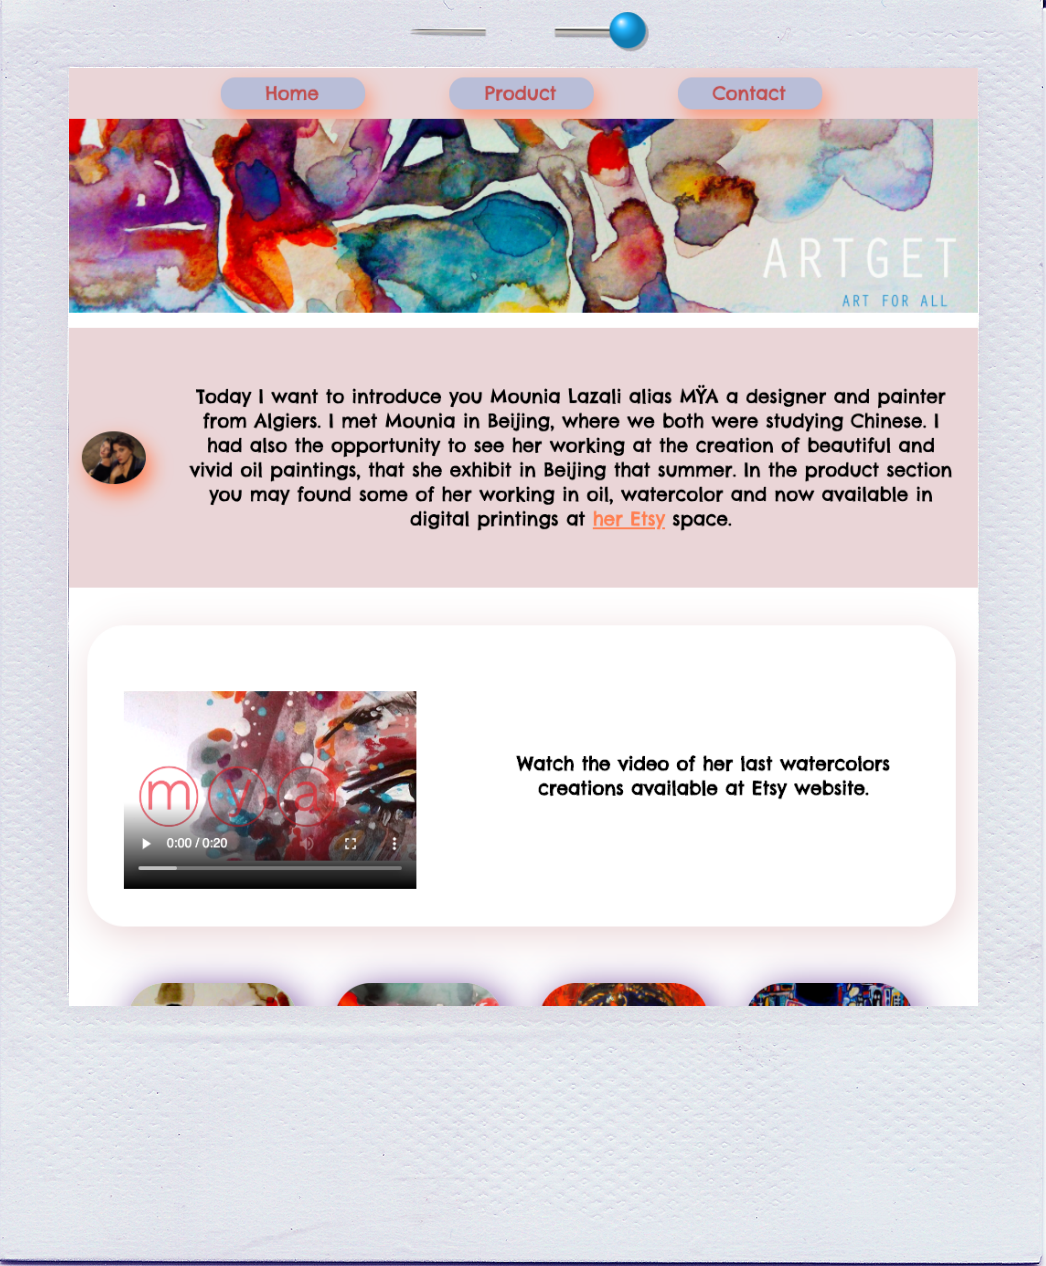 Home Product Contact
ARTGET
ART FOR ALL
Today I want to introduce you Mounia Lazali alias MŸA a designer and painter
from Algiers. I met Mounia in Beijing, where we both were studying Chinese. I
had also the opportunity to see her working at the creation of beautiful and
vivid oil paintings, that she exhibit in Beijing that summer. In the product section
you may found some of her working in oil, watercolor and now available in
digital printings at her Etsy space.
m y a
0:00 / 0:20
Watch the video of her last watercolors
creations available at Etsy website.